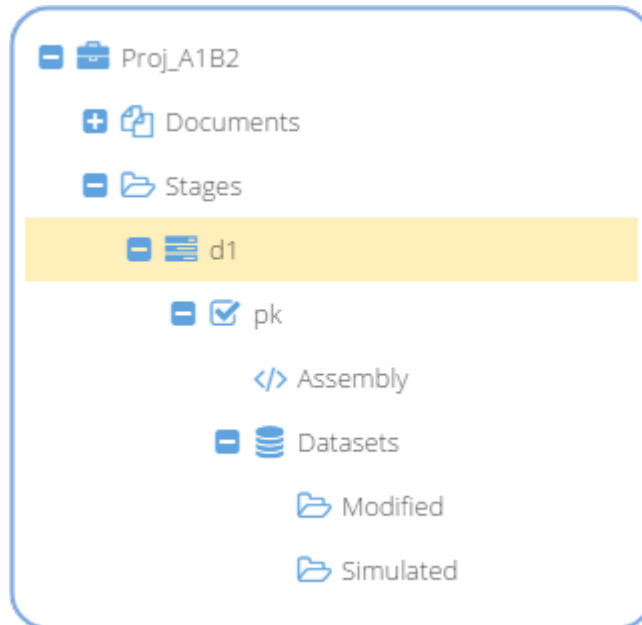 Proj_A1B2
Documents
Stages
d1
pk
Assembly
Datasets
Modified
Simulated